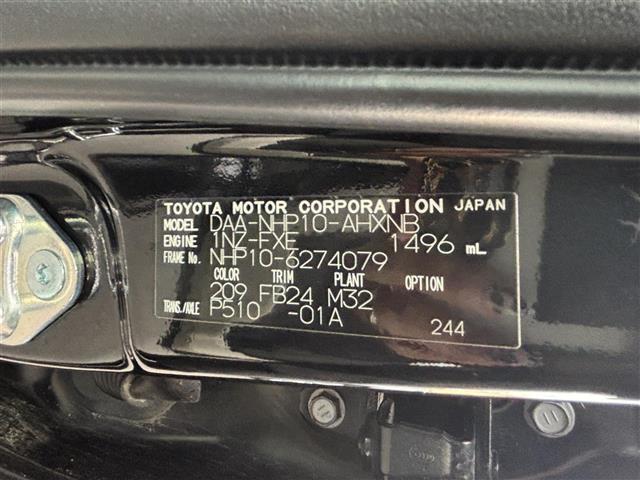 TOYOTA MOTOR CORPORATION JAPAN
MODEL DAA-NHP10-AHXNB
ENGINE 1NZ-FXE 1496 mL
FRAME No. NHP10-6274079
COLOR TRIM PLANT OPTION
209 FB24 M32
TRANS./AXLE P510 -01A
244